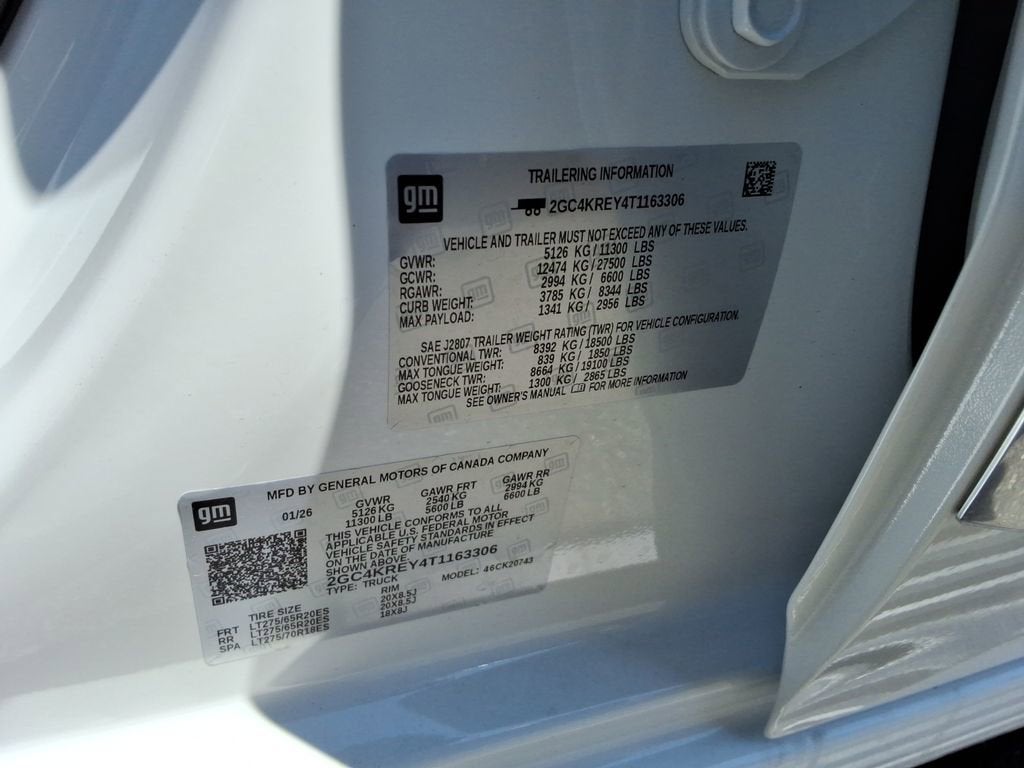 gm
TRAILERING INFORMATION
2GC4KREY4T1163306
VEHICLE AND TRAILER MUST NOT EXCEED ANY OF THESE VALUES.
GVWR: 5126 KG / 11300 LBS
GCWR: 12474 KG / 27500 LBS
RGAWR: 2994 KG / 6600 LBS
CURB WEIGHT: 3785 KG / 8344 LBS
MAX PAYLOAD: 1341 KG / 2956 LBS
SAE J2807 TRAILER WEIGHT RATING (TWR) FOR VEHICLE CONFIGURATION.
CONVENTIONAL TWR: 8392 KG / 18500 LBS
MAX TONGUE WEIGHT: 839 KG / 1850 LBS
GOOSENECK TWR: 8664 KG / 19100 LBS
MAX TONGUE WEIGHT: 1300 KG / 2865 LBS
SEE OWNER'S MANUAL FOR MORE INFORMATION
gm
MFD BY GENERAL MOTORS OF CANADA COMPANY
01/26 GVWR GAWR FRT GAWR RR
5126 KG 2540 KG 2994 KG
11300 LB 5600 LB 6600 LB
THIS VEHICLE CONFORMS TO ALL
APPLICABLE U.S. FEDERAL MOTOR
VEHICLE SAFETY STANDARDS IN EFFECT
ON THE DATE OF MANUFACTURE
SHOWN ABOVE.
2GC4KREY4T1163306
TYPE: TRUCK MODEL: 46CK20743
TIRE SIZE RIM
FRT LT275/65R20ES 20X8.5J
RR LT275/65R20ES 20X8.5J
SPA LT275/70R18ES 18X8J